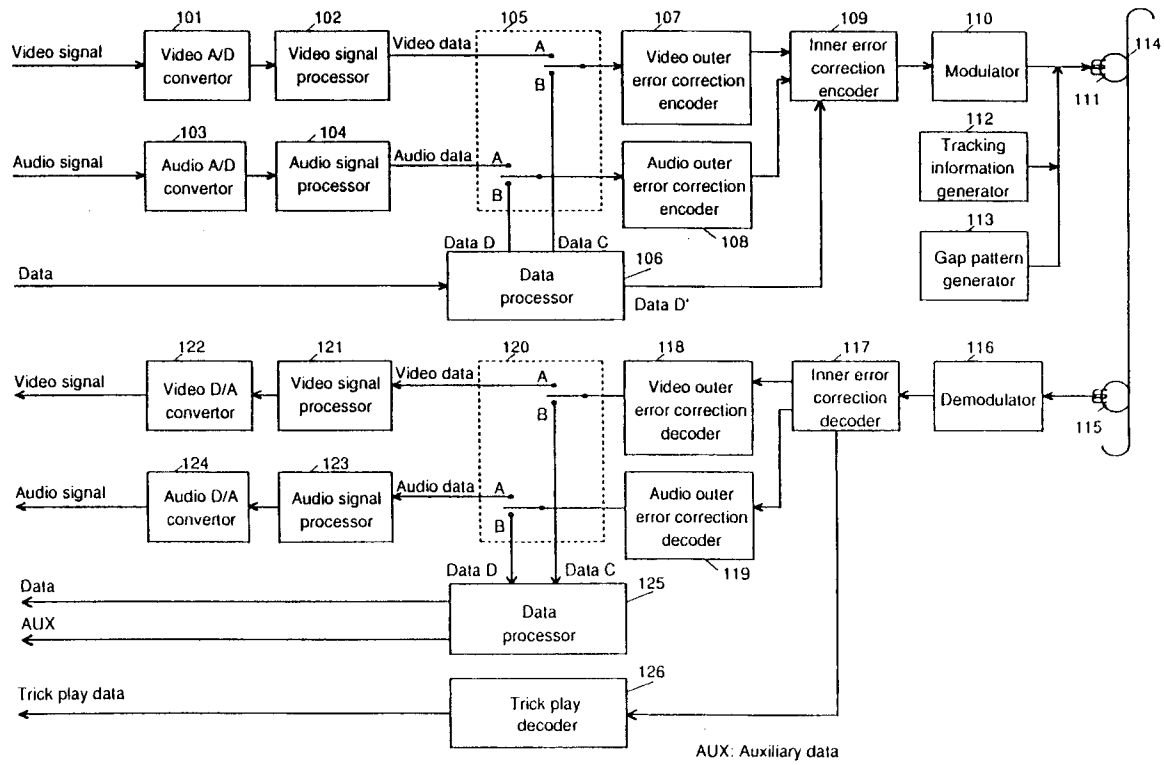 101
102
105
107
109
110
114
Video signal
Video A/D
convertor
Video signal
processor
Video data
A
B
Video outer
error correction
encoder
Inner error
correction
encoder
Modulator
111
103
104
112
Audio signal
Audio A/D
convertor
Audio signal
processor
Audio data
A
B
Audio outer
error correction
encoder
108
Tracking
information
generator
113
Gap pattern
generator
Data D
Data C
106
Data
Data
processor
Data D'
122
121
120
118
117
116
Video signal
Video D/A
convertor
Video signal
processor
Video data
A
B
Video outer
error correction
decoder
Inner error
correction
decoder
Demodulator
115
124
123
Audio signal
Audio D/A
convertor
Audio signal
processor
Audio data
A
B
Audio outer
error correction
decoder
119
Data D
Data C
125
Data
AUX
Data
processor
126
Trick play data
Trick play
decoder
AUX: Auxiliary data